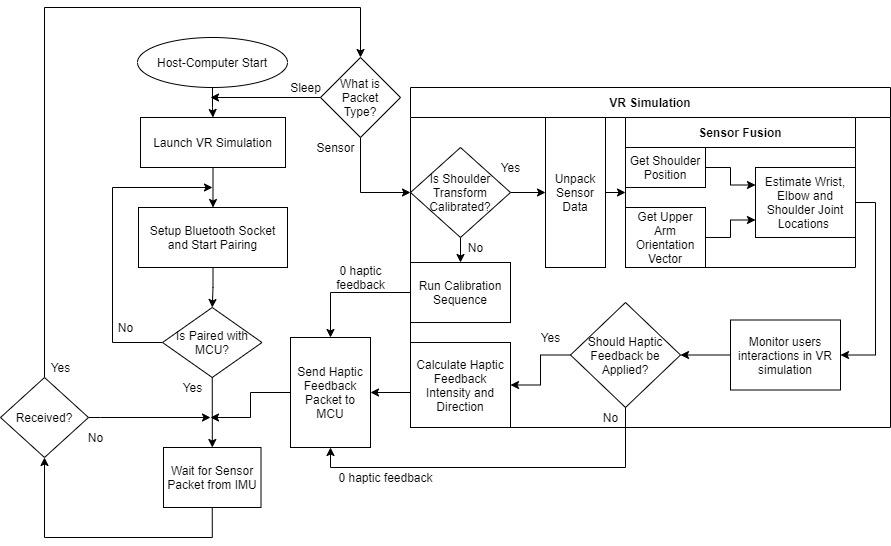 Host-Computer Start
Launch VR Simulation
Setup Bluetooth Socket
and Start Pairing
Is Paired with
MCU?
No
Yes
Wait for Sensor
Packet from IMU
Received?
Yes
No
What is
Packet
Type?
Sleep
Sensor
VR Simulation
Is Shoulder
Transform
Calibrated?
Yes
No
Unpack
Sensor
Data
Sensor Fusion
Get Shoulder
Position
Get Upper
Arm
Orientation
Vector
Estimate Wrist,
Elbow and
Shoulder Joint
Locations
Run Calibration
Sequence
0 haptic
feedback
Monitor users
interactions in VR
simulation
Should Haptic
Feedback be
Applied?
Yes
No
Calculate Haptic
Feedback
Intensity and
Direction
Send Haptic
Feedback
Packet to
MCU
0 haptic feedback